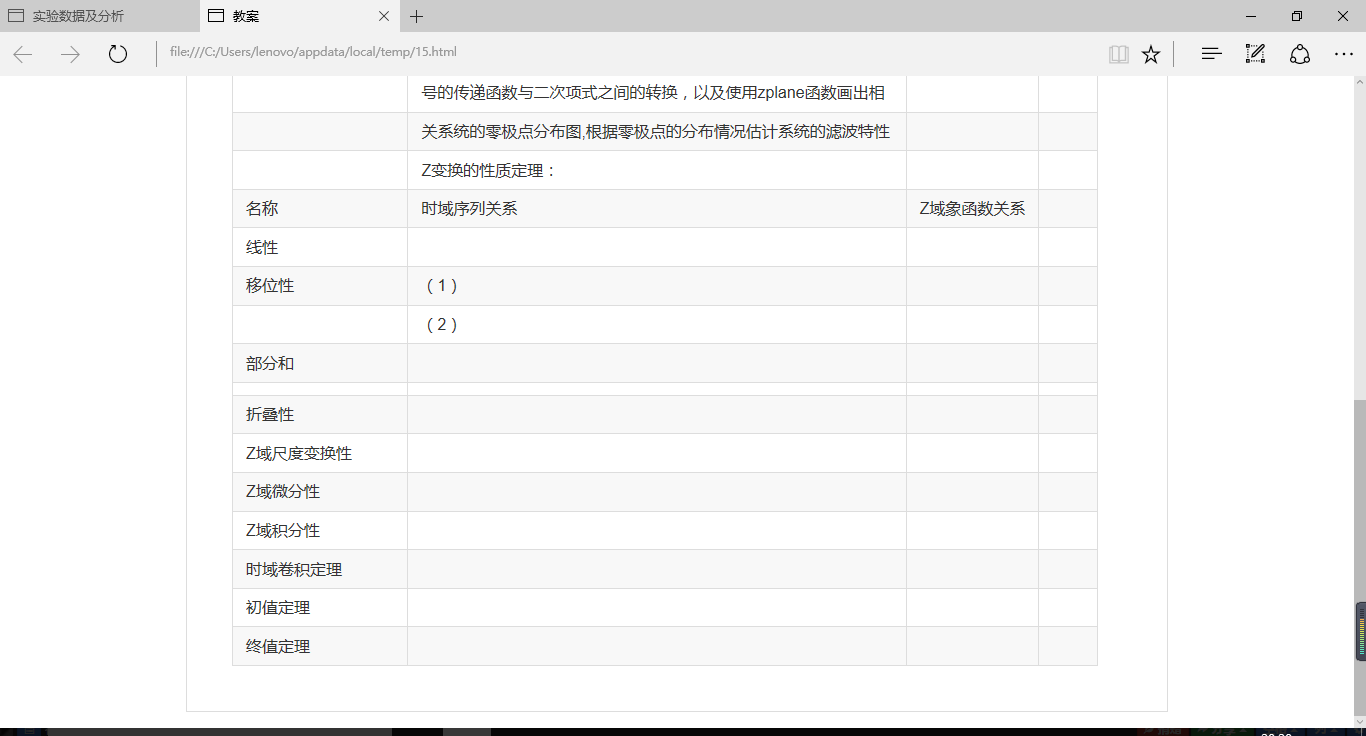 实验数据及分析
教案
file:///C:/Users/lenovo/appdata/local/temp/15.html
号的传递函数与二次项式之间的转换，以及使用zplane函数画出相
关系统的零极点分布图,根据零极点的分布情况估计系统的滤波特性
Z变换的性质定理：
名称 时域序列关系 Z域象函数关系
线性
移位性 （1）
（2）
部分和
折叠性
Z域尺度变换性
Z域微分性
Z域积分性
时域卷积定理
初值定理
终值定理